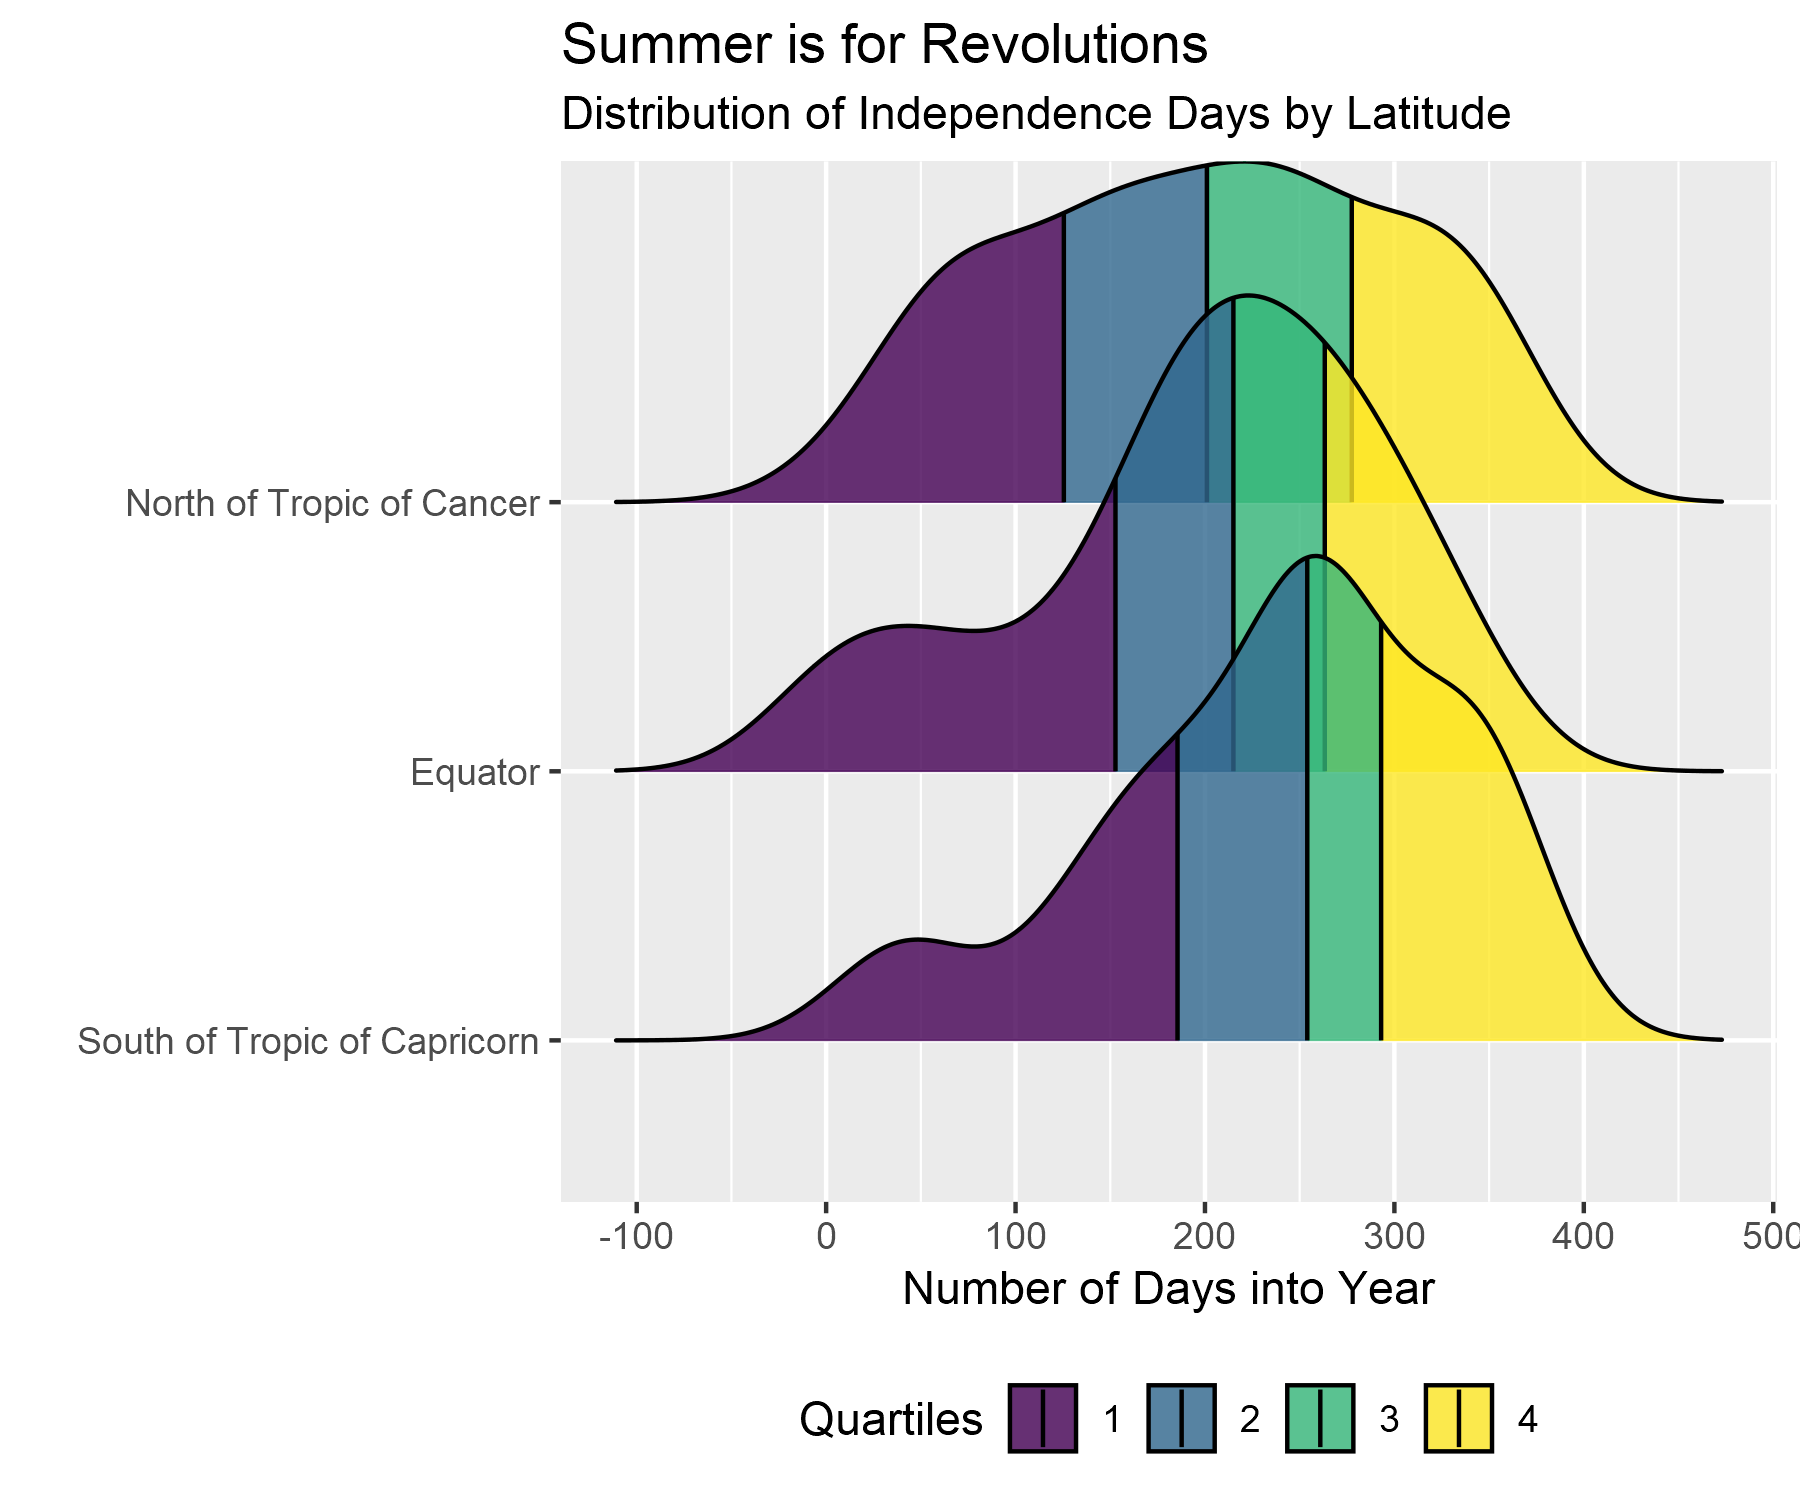 Summer is for Revolutions
Distribution of Independence Days by Latitude
North of Tropic of Cancer
Equator
South of Tropic of Capricorn
-100 0 100 200 300 400 500
Number of Days into Year
Quartiles 1 2 3 4